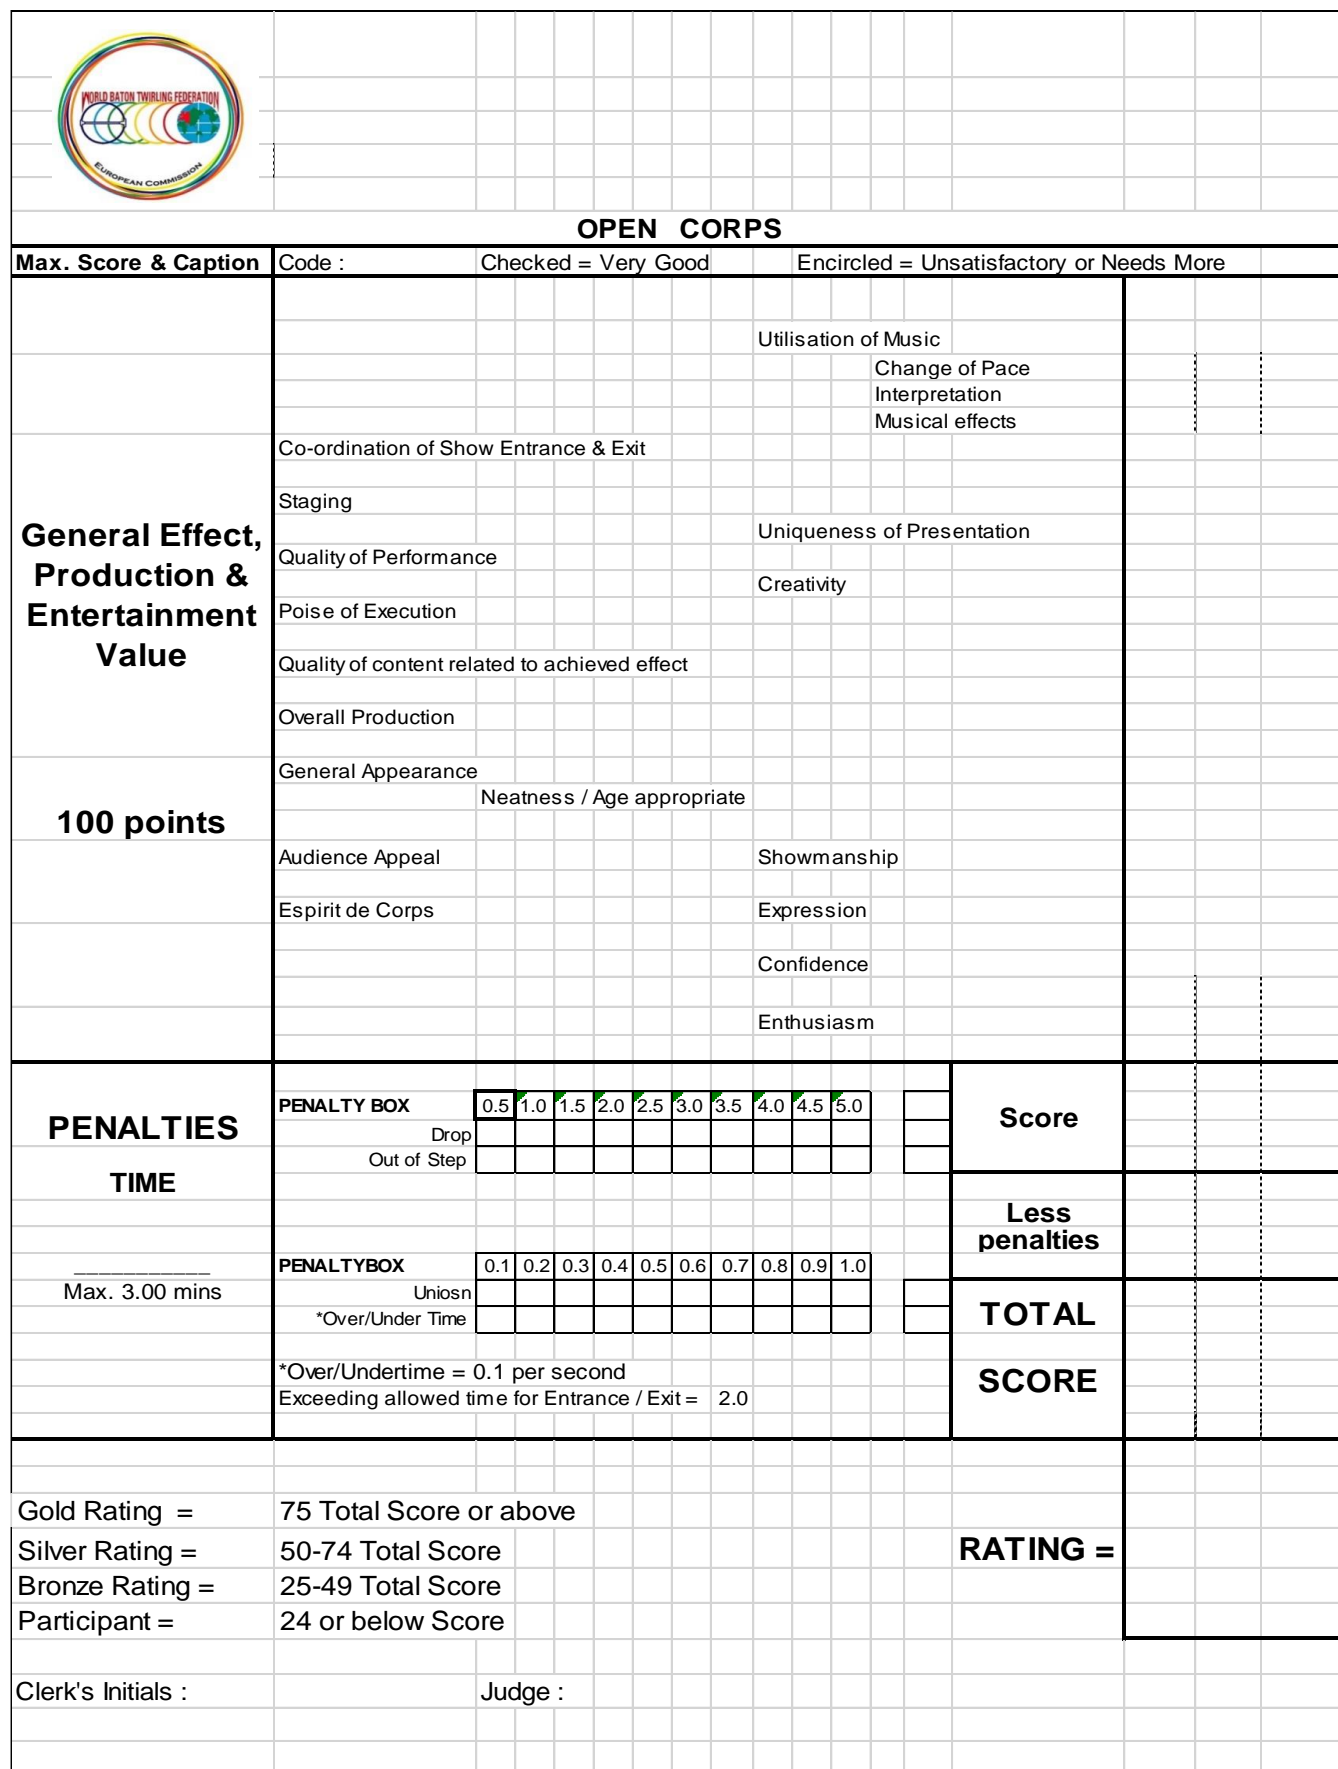 WORLD BATON TWIRLING FEDERATION
EUROPEAN COMMISSION
OPEN CORPS
Max. Score & Caption Code : Checked = Very Good Encircled = Unsatisfactory or Needs More
Utilisation of Music
Change of Pace
Interpretation
Musical effects
Co-ordination of Show Entrance & Exit
Staging
General Effect,
Production &
Entertainment
Value
Uniqueness of Presentation
Quality of Performance
Creativity
Poise of Execution
Quality of content related to achieved effect
Overall Production
General Appearance
Neatness / Age appropriate
100 points
Audience Appeal Showmanship
Espirit de Corps Expression
Confidence
Enthusiasm
PENALTIES
TIME
___________
Max. 3.00 mins
PENALTY BOX 0.5 1.0 1.5 2.0 2.5 3.0 3.5 4.0 4.5 5.0
Drop
Out of Step
PENALTYBOX 0.1 0.2 0.3 0.4 0.5 0.6 0.7 0.8 0.9 1.0
Uniosn
*Over/Under Time
*Over/Undertime = 0.1 per second
Exceeding allowed time for Entrance / Exit = 2.0
Score
Less
penalties
TOTAL
SCORE
Gold Rating = 75 Total Score or above
Silver Rating = 50-74 Total Score
Bronze Rating = 25-49 Total Score
Participant = 24 or below Score
RATING =
Clerk's Initials : Judge :